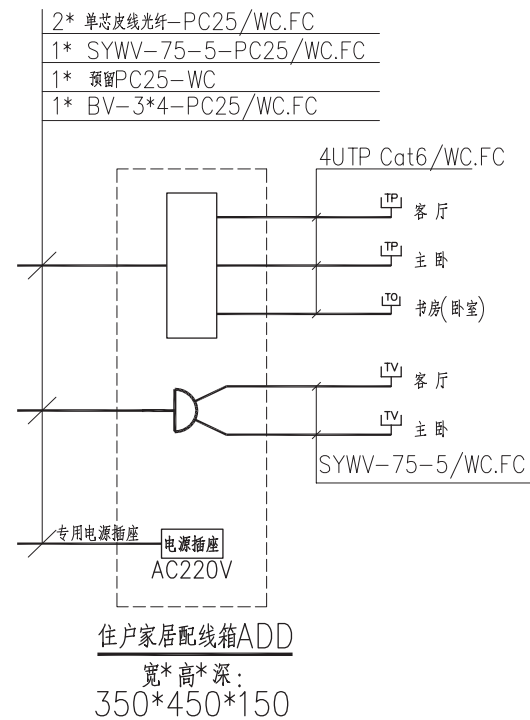 2* 单芯皮线光纤-PC25/WC.FC
1* SYWV-75-5-PC25/WC.FC
1* 预留PC25-WC
1* BV-3*4-PC25/WC.FC
4UTP Cat6/WC.FC
TP 客厅
TP 主卧
TO 书房(卧室)
TV 客厅
TV 主卧
SYWV-75-5/WC.FC
专用电源插座
电源插座
AC220V
住户家居配线箱ADD
宽*高*深:
350*450*150